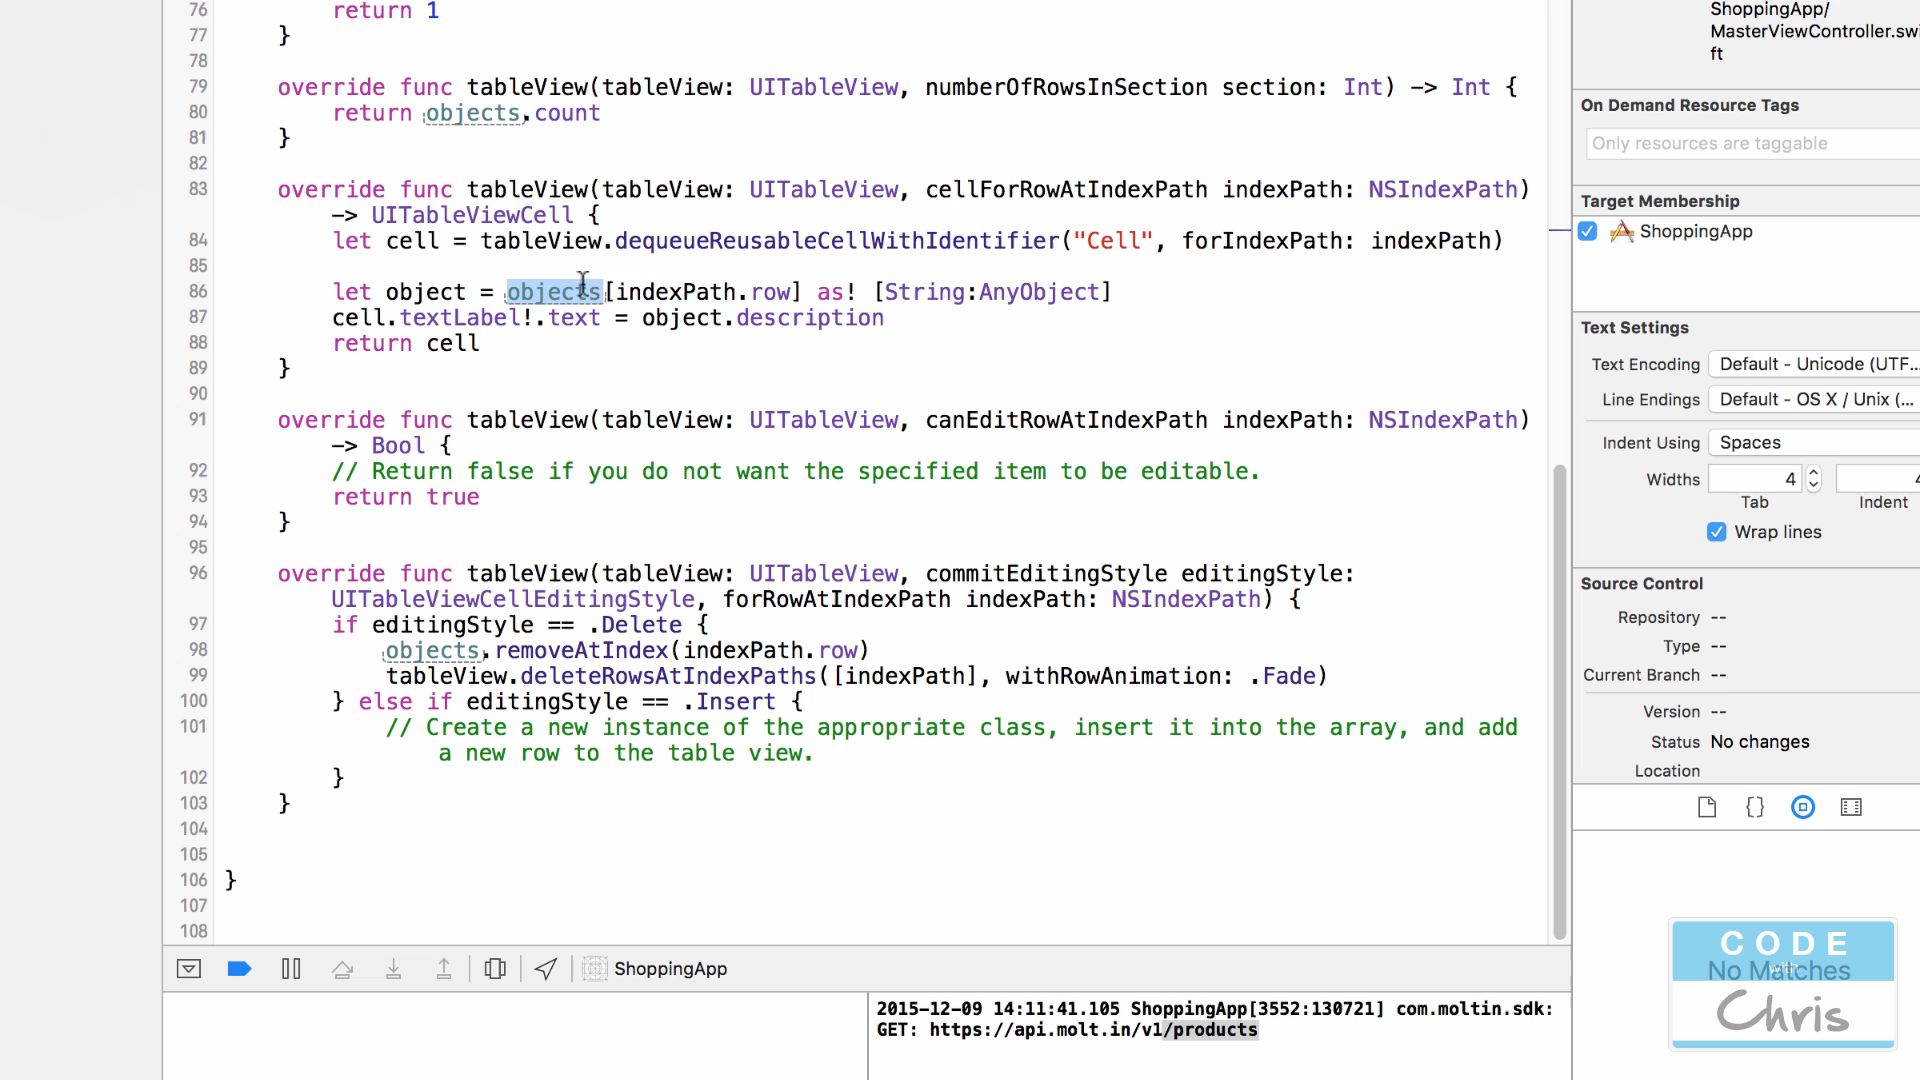 76 return 1
77 }
78
79 override func tableView(tableView: UITableView, numberOfRowsInSection section: Int) -> Int {
80 return objects.count
81 }
82
83 override func tableView(tableView: UITableView, cellForRowAtIndexPath indexPath: NSIndexPath)
-> UITableViewCell {
84 let cell = tableView.dequeueReusableCellWithIdentifier("Cell", forIndexPath: indexPath)
85
86 let object = objects[indexPath.row] as! [String:AnyObject]
87 cell.textLabel!.text = object.description
88 return cell
89 }
90
91 override func tableView(tableView: UITableView, canEditRowAtIndexPath indexPath: NSIndexPath)
-> Bool {
92 // Return false if you do not want the specified item to be editable.
93 return true
94 }
95
96 override func tableView(tableView: UITableView, commitEditingStyle editingStyle:
UITableViewCellEditingStyle, forRowAtIndexPath indexPath: NSIndexPath) {
97 if editingStyle == .Delete {
98 objects.removeAtIndex(indexPath.row)
99 tableView.deleteRowsAtIndexPaths([indexPath], withRowAnimation: .Fade)
100 } else if editingStyle == .Insert {
101 // Create a new instance of the appropriate class, insert it into the array, and add
a new row to the table view.
102 }
103 }
104
105
106 }
107
108
ShoppingApp
2015-12-09 14:11:41.105 ShoppingApp[3552:130721] com.moltin.sdk:
GET: https://api.molt.in/v1/products
ShoppingApp/
MasterViewController.swi
ft
On Demand Resource Tags
Only resources are taggable
Target Membership
ShoppingApp
Text Settings
Text Encoding Default - Unicode (UTF...
Line Endings Default - OS X / Unix (...
Indent Using Spaces
Widths 4 4
Tab Indent
Wrap lines
Source Control
Repository --
Type --
Current Branch --
Version --
Status No changes
Location
CODE
with
No Matches
Chris